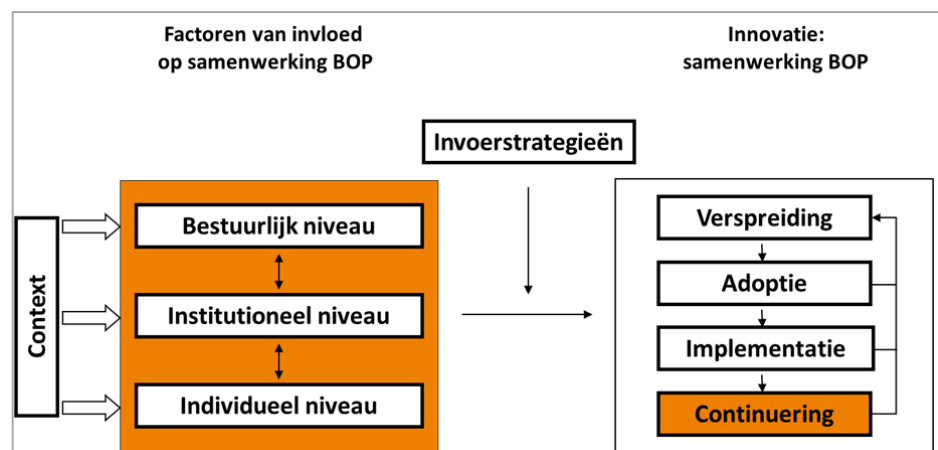 Factoren van invloed
op samenwerking BOP
Innovatie:
samenwerking BOP
Invoerstrategieën
Context
Bestuurlijk niveau
Institutioneel niveau
Individueel niveau
Verspreiding
Adoptie
Implementatie
Continuering